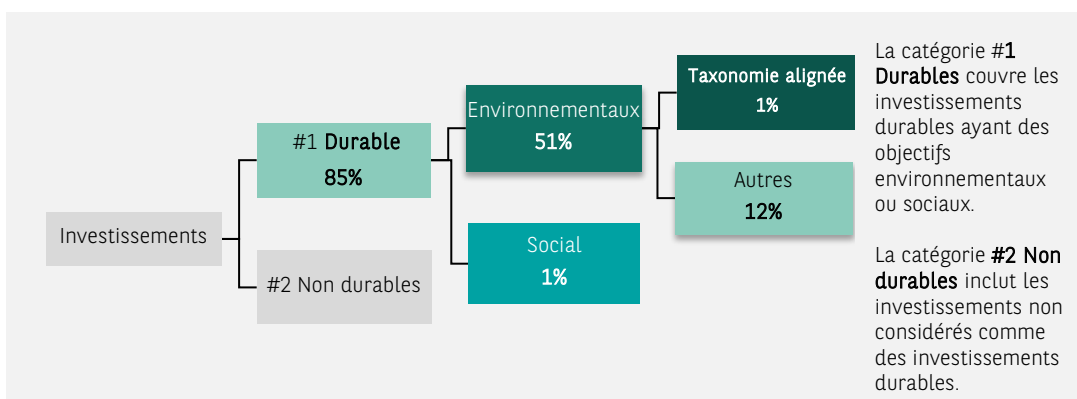 Investissements
#1 Durable
85%
#2 Non durables
Environnementaux
51%
Social
1%
Taxonomie alignée
1%
Autres
12%
La catégorie #1
Durables couvre les
investissements
durables ayant des
objectifs
environnementaux
ou sociaux.
La catégorie #2 Non
durables inclut les
investissements non
considérés comme
des investissements
durables.